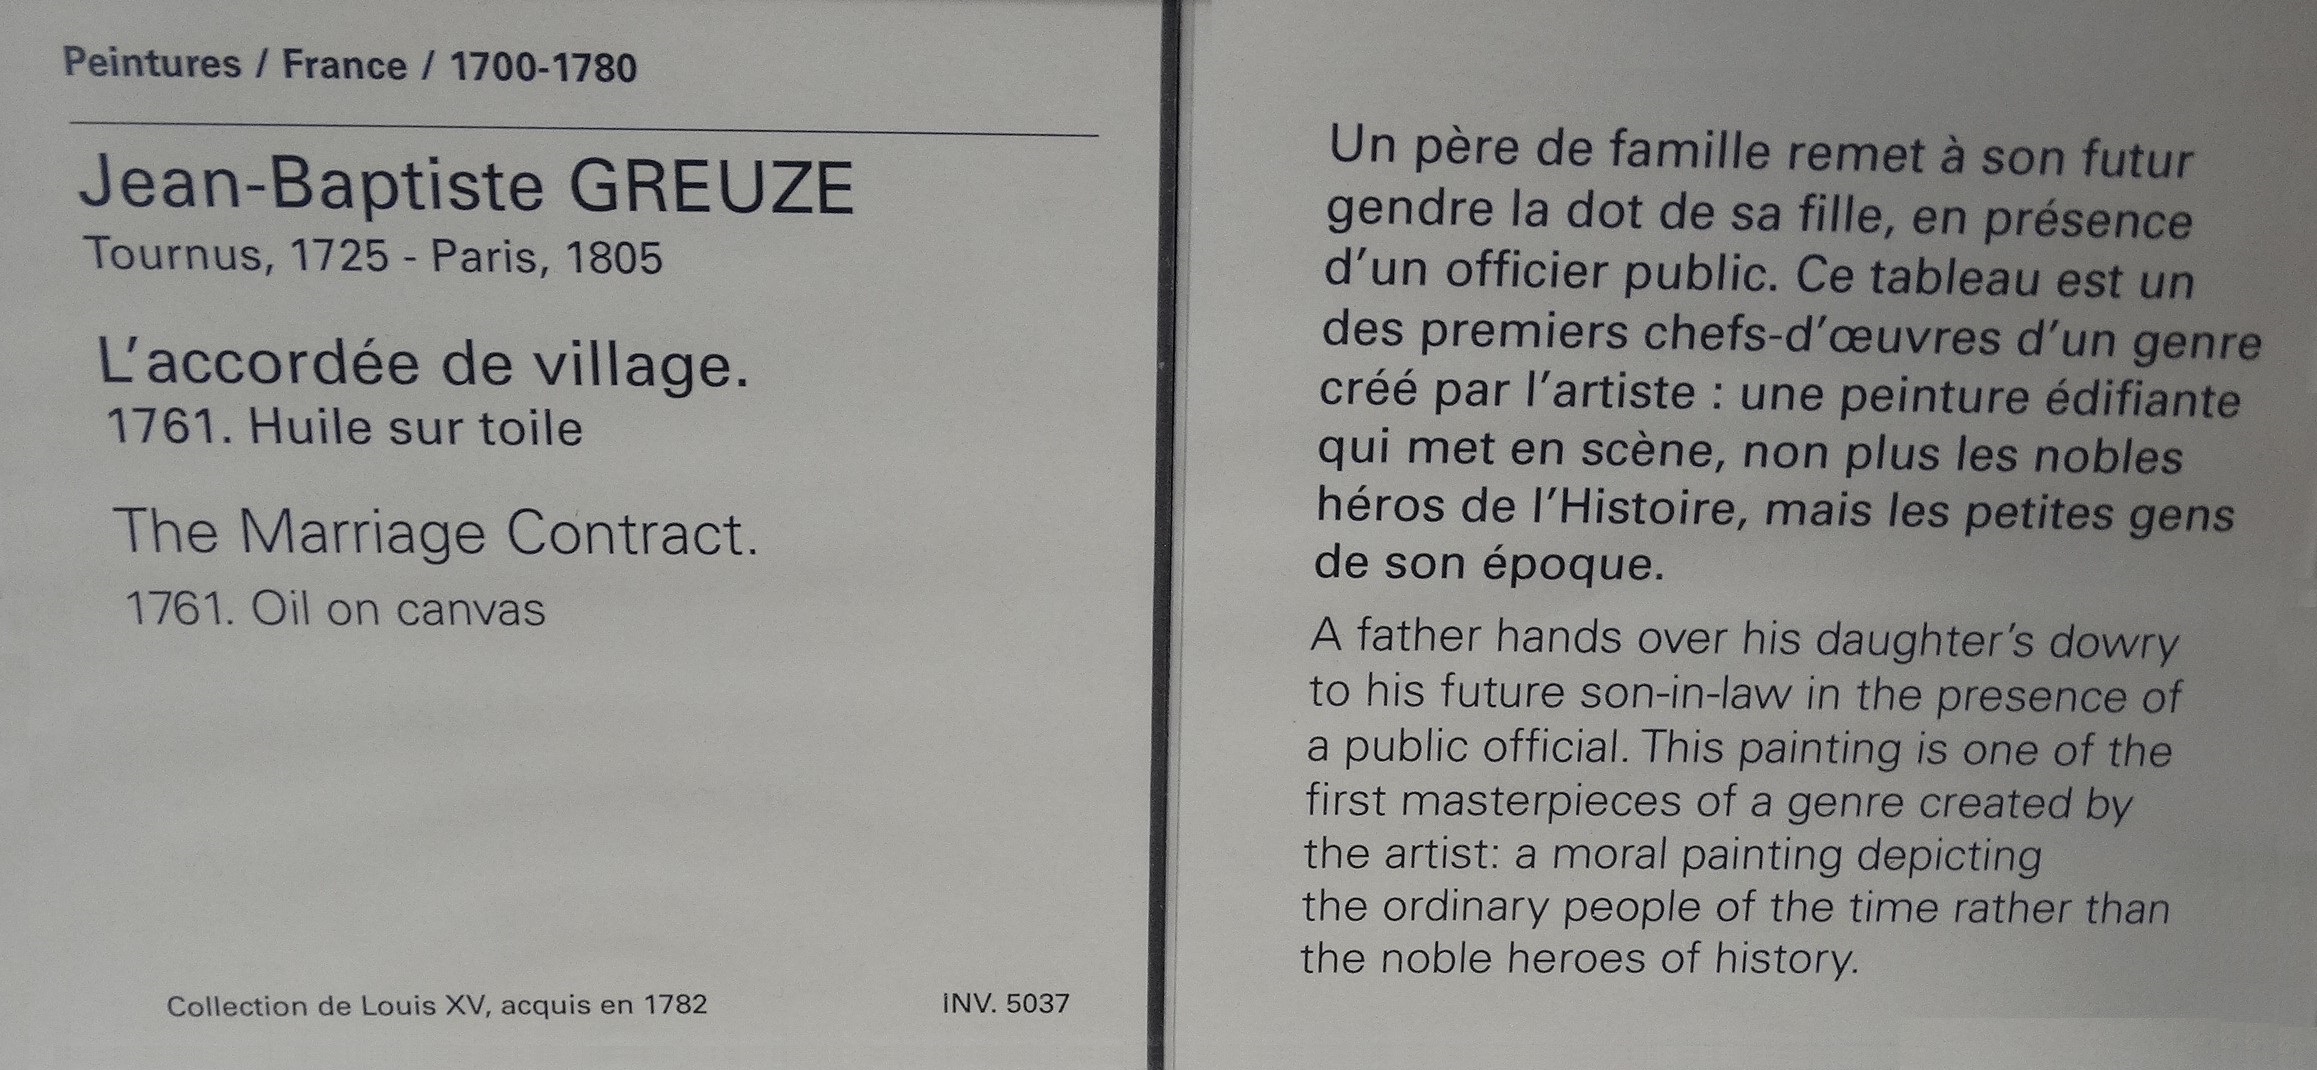 Peintures / France / 1700-1780
Jean-Baptiste GREUZE
Tournus, 1725 - Paris, 1805
L'accordée de village.
1761. Huile sur toile
The Marriage Contract.
1761. Oil on canvas
Collection de Louis XV, acquis en 1782
INV. 5037
Un père de famille remet à son futur
gendre la dot de sa fille, en présence
d'un officier public. Ce tableau est un
des premiers chefs-d'œuvres d'un genre
créé par l'artiste : une peinture édifiante
qui met en scène, non plus les nobles
héros de l'Histoire, mais les petites gens
de son époque.
A father hands over his daughter's dowry
to his future son-in-law in the presence of
a public official. This painting is one of the
first masterpieces of a genre created by
the artist: a moral painting depicting
the ordinary people of the time rather than
the noble heroes of history.